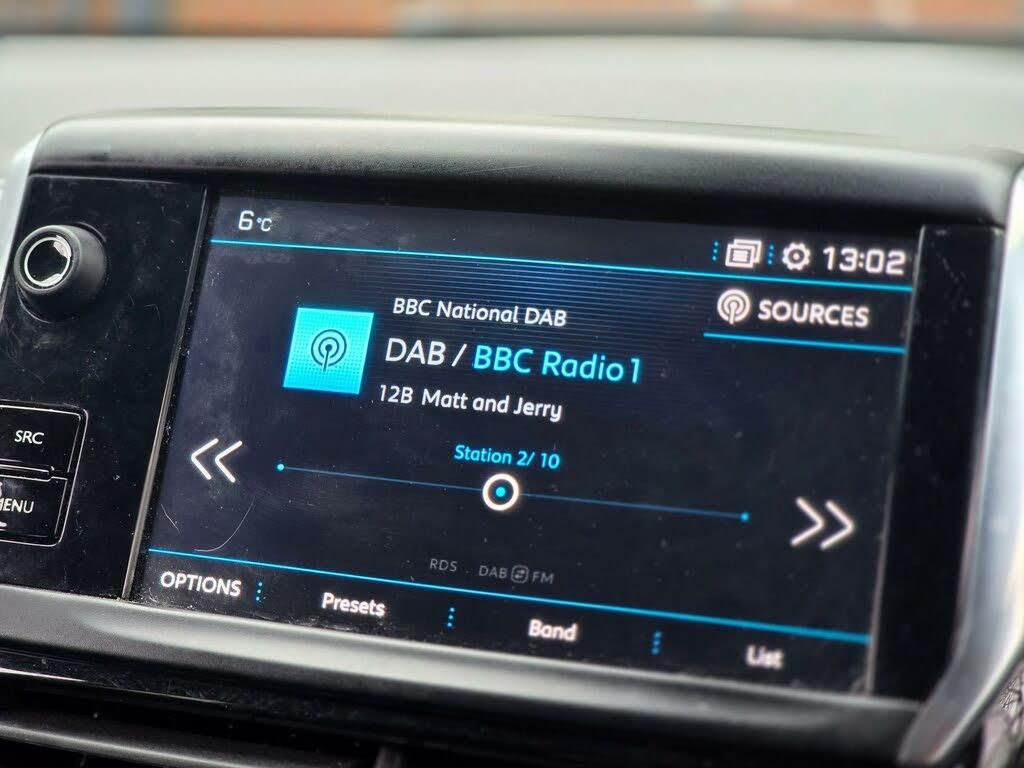 6°C
13:02
SOURCES
BBC National DAB
DAB / BBC Radio 1
12B Matt and Jerry
Station 2/ 10
SRC
MENU
RDS DAB FM
OPTIONS
Presets
Band
List